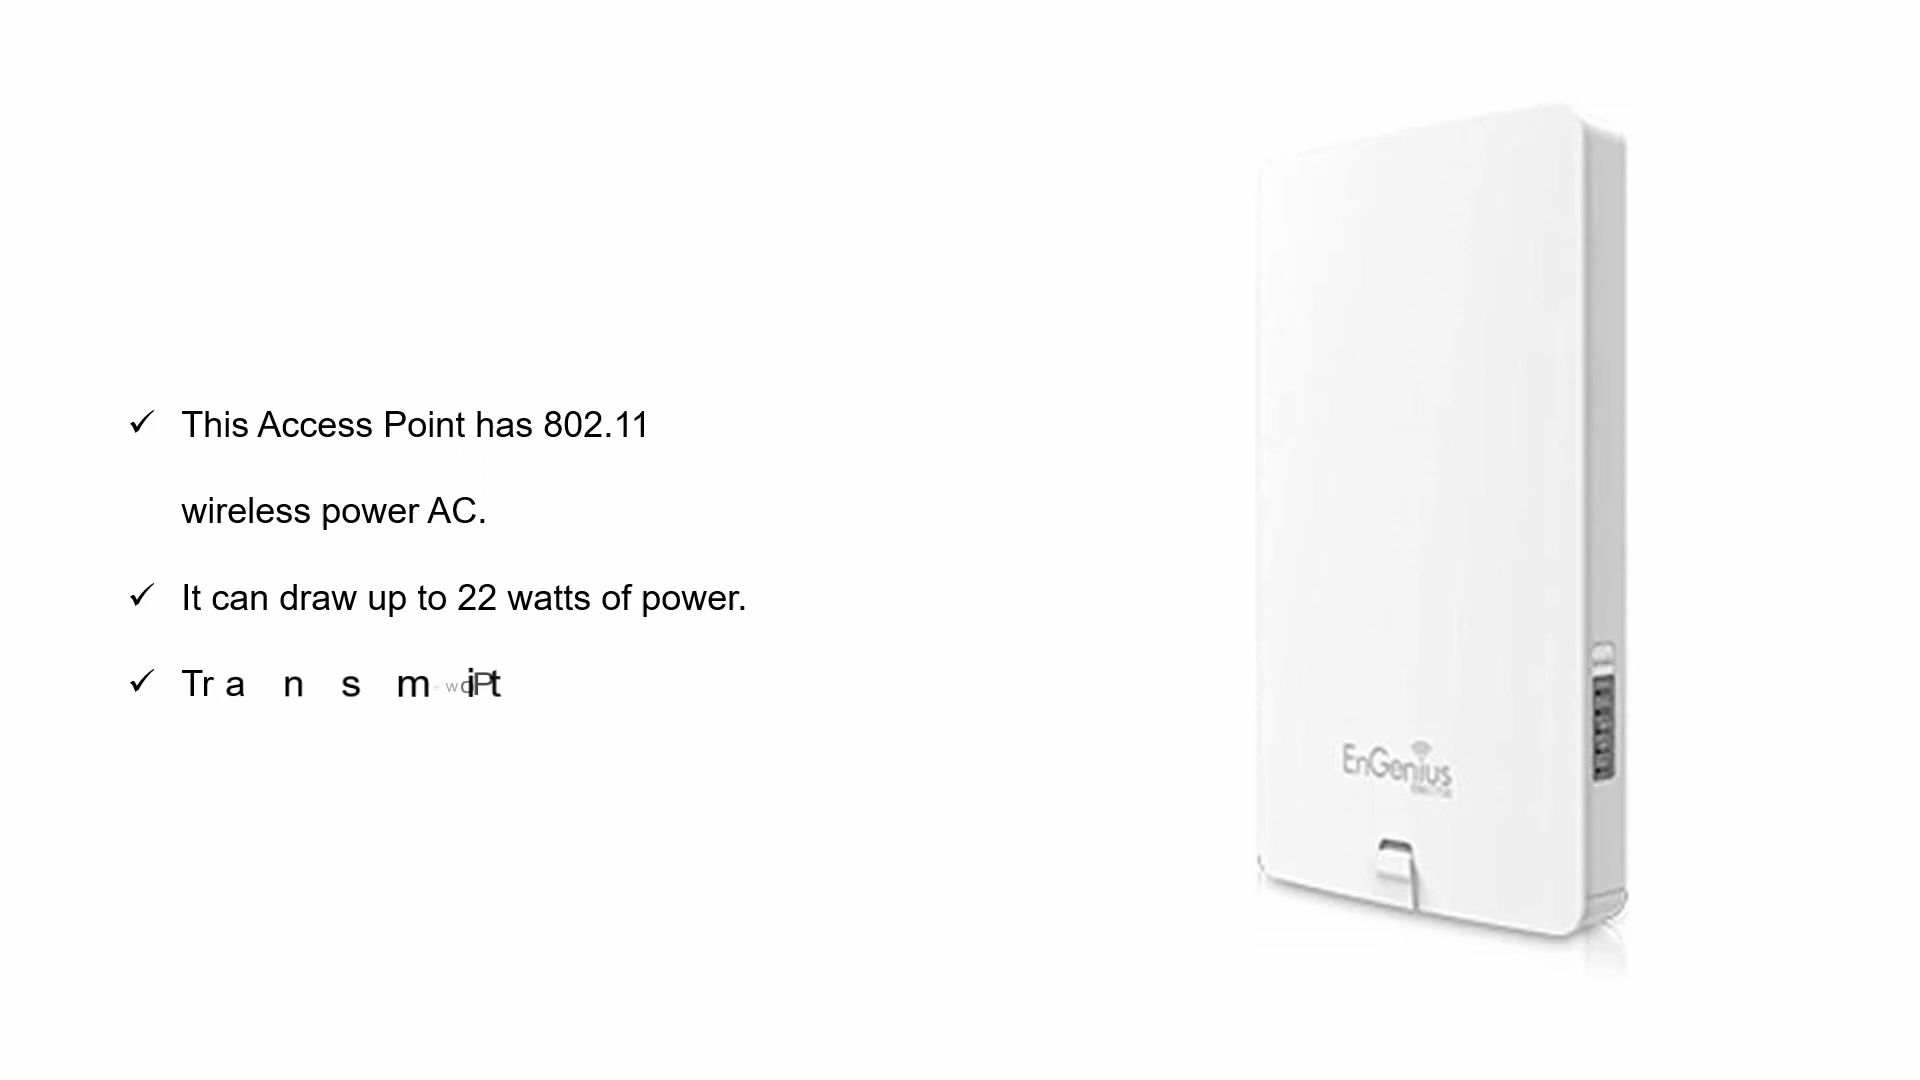 This Access Point has 802.11
wireless power AC.
It can draw up to 22 watts of power.
Transmit
EnGenius